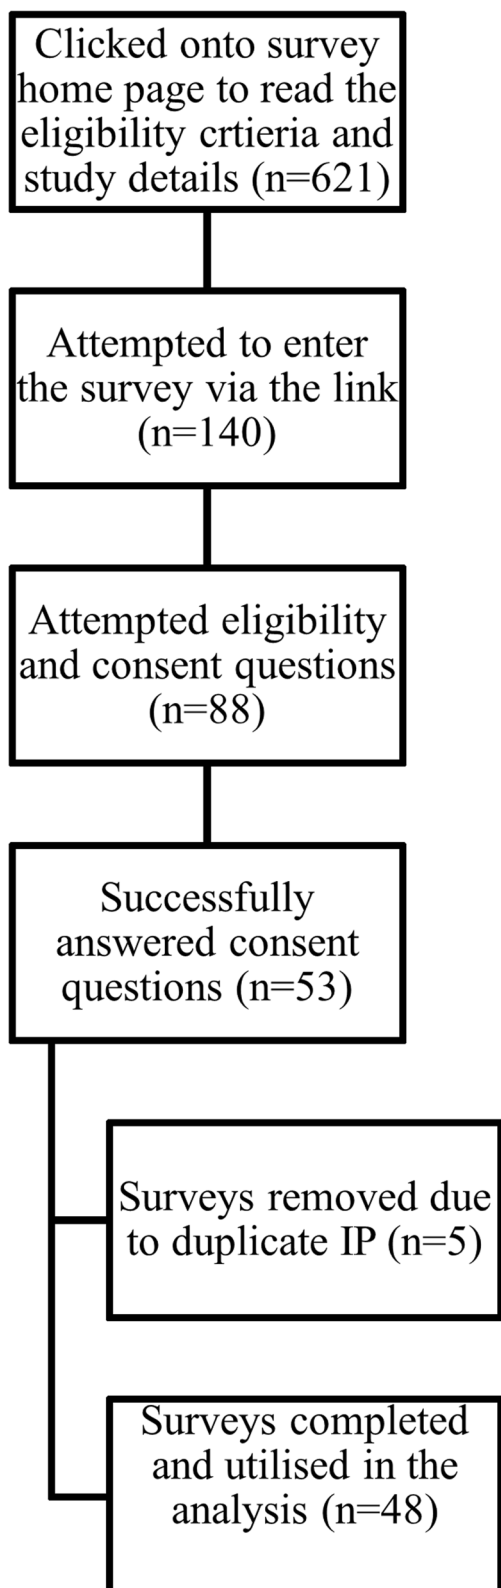 Clicked onto survey
home page to read the
eligibility crtieria and
study details (n=621)
Attempted to enter
the survey via the link
(n=140)
Attempted eligibility
and consent questions
(n=88)
Successfully
answered consent
questions (n=53)
Surveys removed due
to duplicate IP (n=5)
Surveys completed
and utilised in the
analysis (n=48)